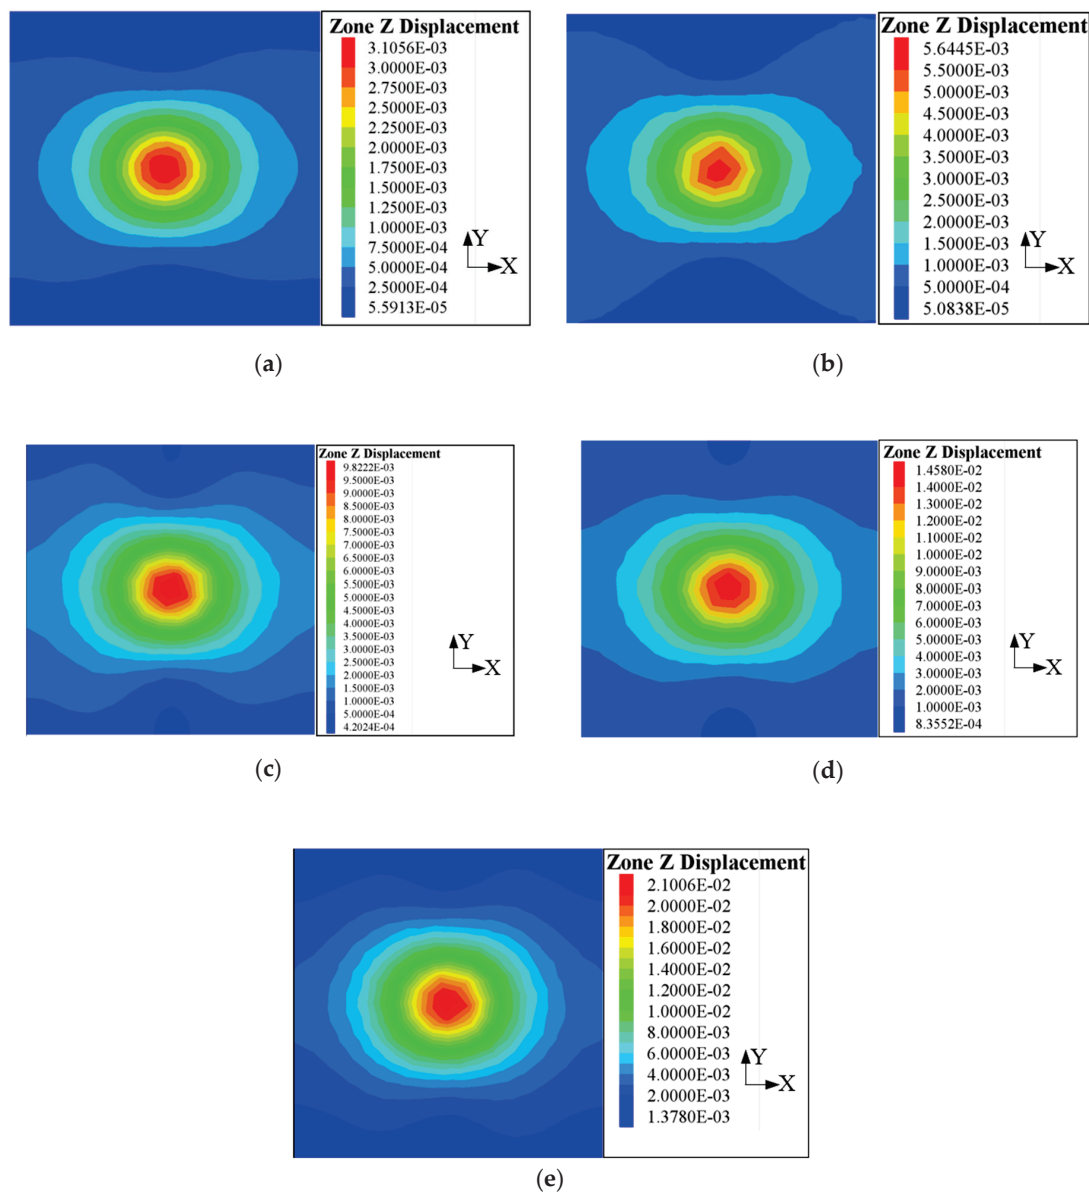 Zone Z Displacement
3.1056E-03
3.0000E-03
2.7500E-03
2.5000E-03
2.2500E-03
2.0000E-03
1.7500E-03
1.5000E-03
1.2500E-03
1.0000E-03
7.5000E-04
5.0000E-04
2.5000E-04
5.5913E-05
Y
X
(a)
Zone Z Displacement
5.6445E-03
5.5000E-03
5.0000E-03
4.5000E-03
4.0000E-03
3.5000E-03
3.0000E-03
2.5000E-03
2.0000E-03
1.5000E-03
1.0000E-03
5.0000E-04
5.0838E-05
Y
X
(b)
Zone Z Displacement
9.8222E-03
9.5000E-03
9.0000E-03
8.5000E-03
8.0000E-03
7.5000E-03
7.0000E-03
6.5000E-03
6.0000E-03
5.5000E-03
5.0000E-03
4.5000E-03
4.0000E-03
3.5000E-03
3.0000E-03
2.5000E-03
2.0000E-03
1.5000E-03
1.0000E-03
5.0000E-04
4.2024E-04
Y
X
(c)
Zone Z Displacement
1.4580E-02
1.4000E-02
1.3000E-02
1.2000E-02
1.1000E-02
1.0000E-02
9.0000E-03
8.0000E-03
7.0000E-03
6.0000E-03
5.0000E-03
4.0000E-03
3.0000E-03
2.0000E-03
1.0000E-03
8.3552E-04
Y
X
(d)
Zone Z Displacement
2.1006E-02
2.0000E-02
1.8000E-02
1.6000E-02
1.4000E-02
1.2000E-02
1.0000E-02
8.0000E-03
6.0000E-03
4.0000E-03
2.0000E-03
1.3780E-03
Y
X
(e)